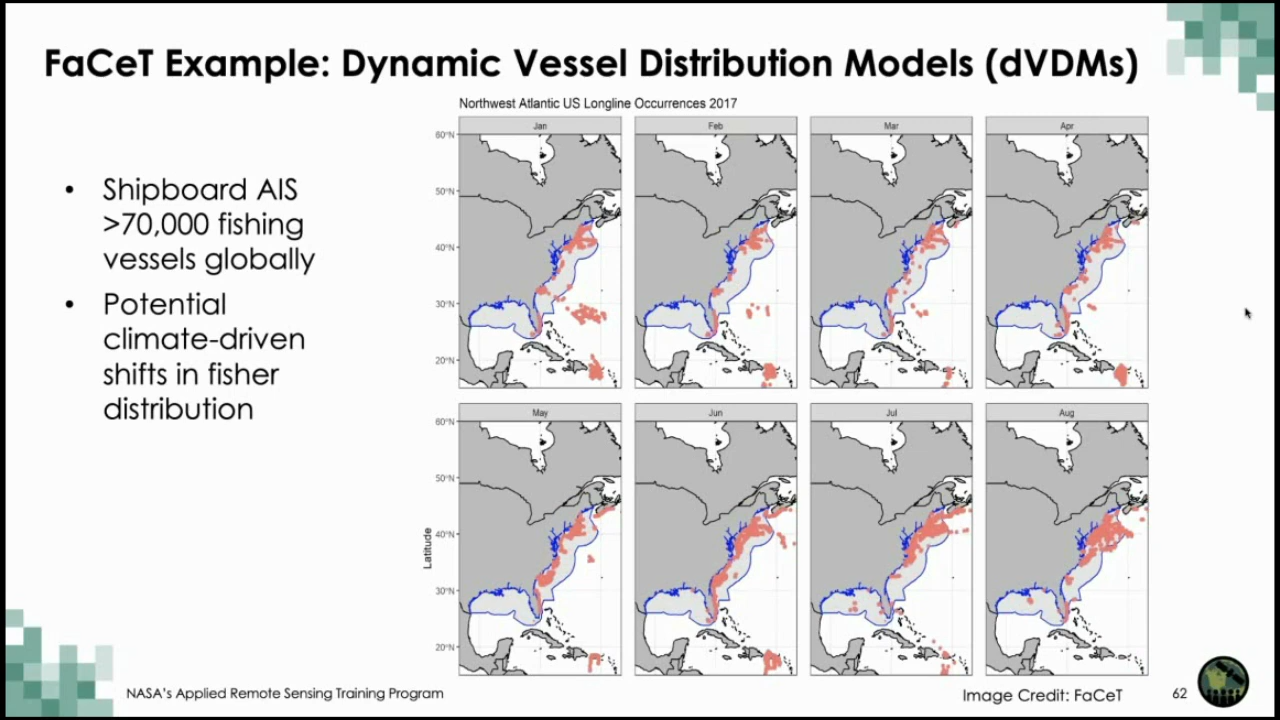 FaCeT Example: Dynamic Vessel Distribution Models (dVDMs)
Northwest Atlantic US Longline Occurrences 2017
• Shipboard AIS
>70,000 fishing
vessels globally
• Potential
climate-driven
shifts in fisher
distribution
Jan Feb Mar Apr
60°N
50°N
40°N
30°N
20°N
May Jun Jul Aug
60°N
50°N
40°N
30°N
20°N
Latitude
NASA's Applied Remote Sensing Training Program
Image Credit: FaCeT
62